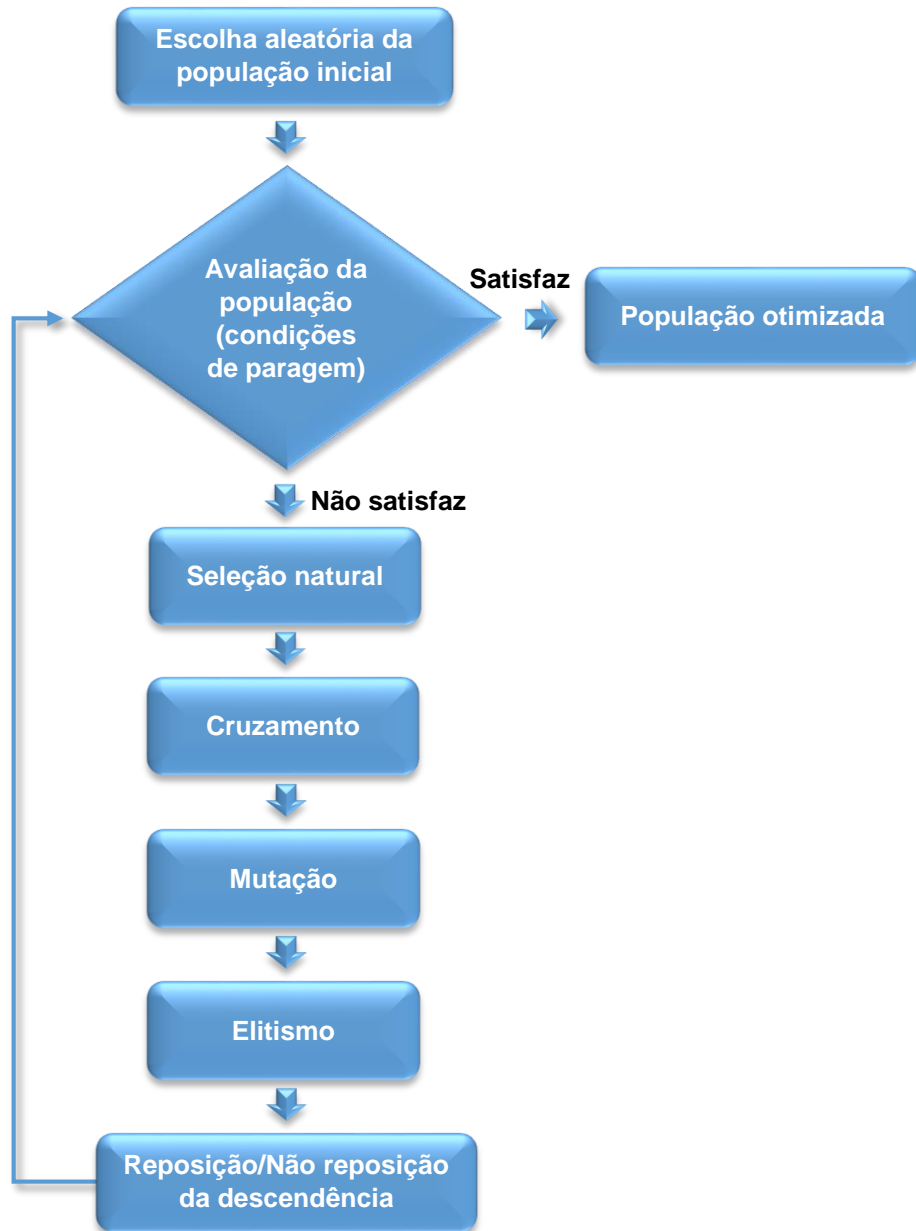 Escolha aleatória da
população inicial
Avaliação da
população
(condições
de paragem)
Satisfaz
População otimizada
Não satisfaz
Seleção natural
Cruzamento
Mutação
Elitismo
Reposição/Não reposição
da descendência